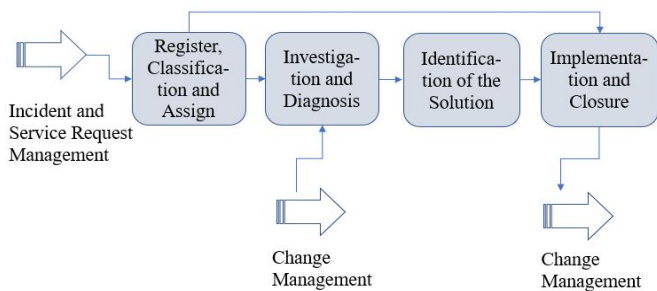 Register,
Classifica-
tion and
Assign
Investiga-
tion and
Diagnosis
Identifica-
tion of the
Solution
Implementa-
tion and
Closure
Incident and
Service Request
Management
Change
Management
Change
Management